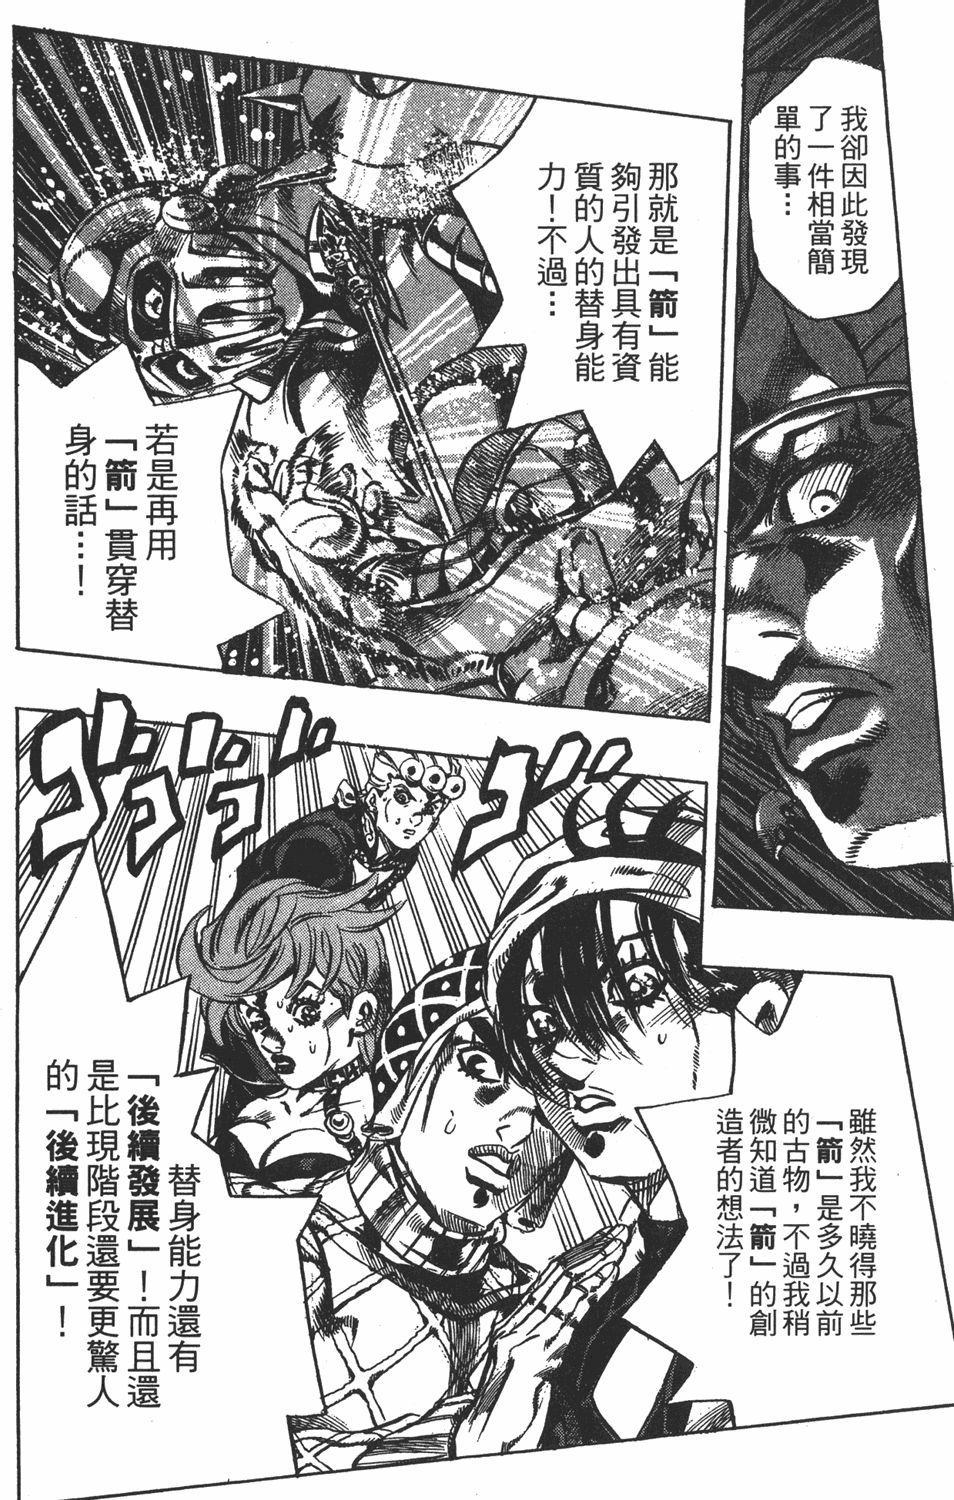 我卻因此發現
了一件相當簡
單的事…
那就是「箭」能
夠引發出具有資
質的人的替身能
力！不過…
若是再用
「箭」貫穿替
身的話…！
ゴゴゴゴ
雖然我不曉得那些
「箭」是多久以前
的古物，不過我稍
微知道「箭」的創
造者的想法了！
替身能力還有
「後續發展」！而且還
是比現階段還要更驚人
的「後續進化」！